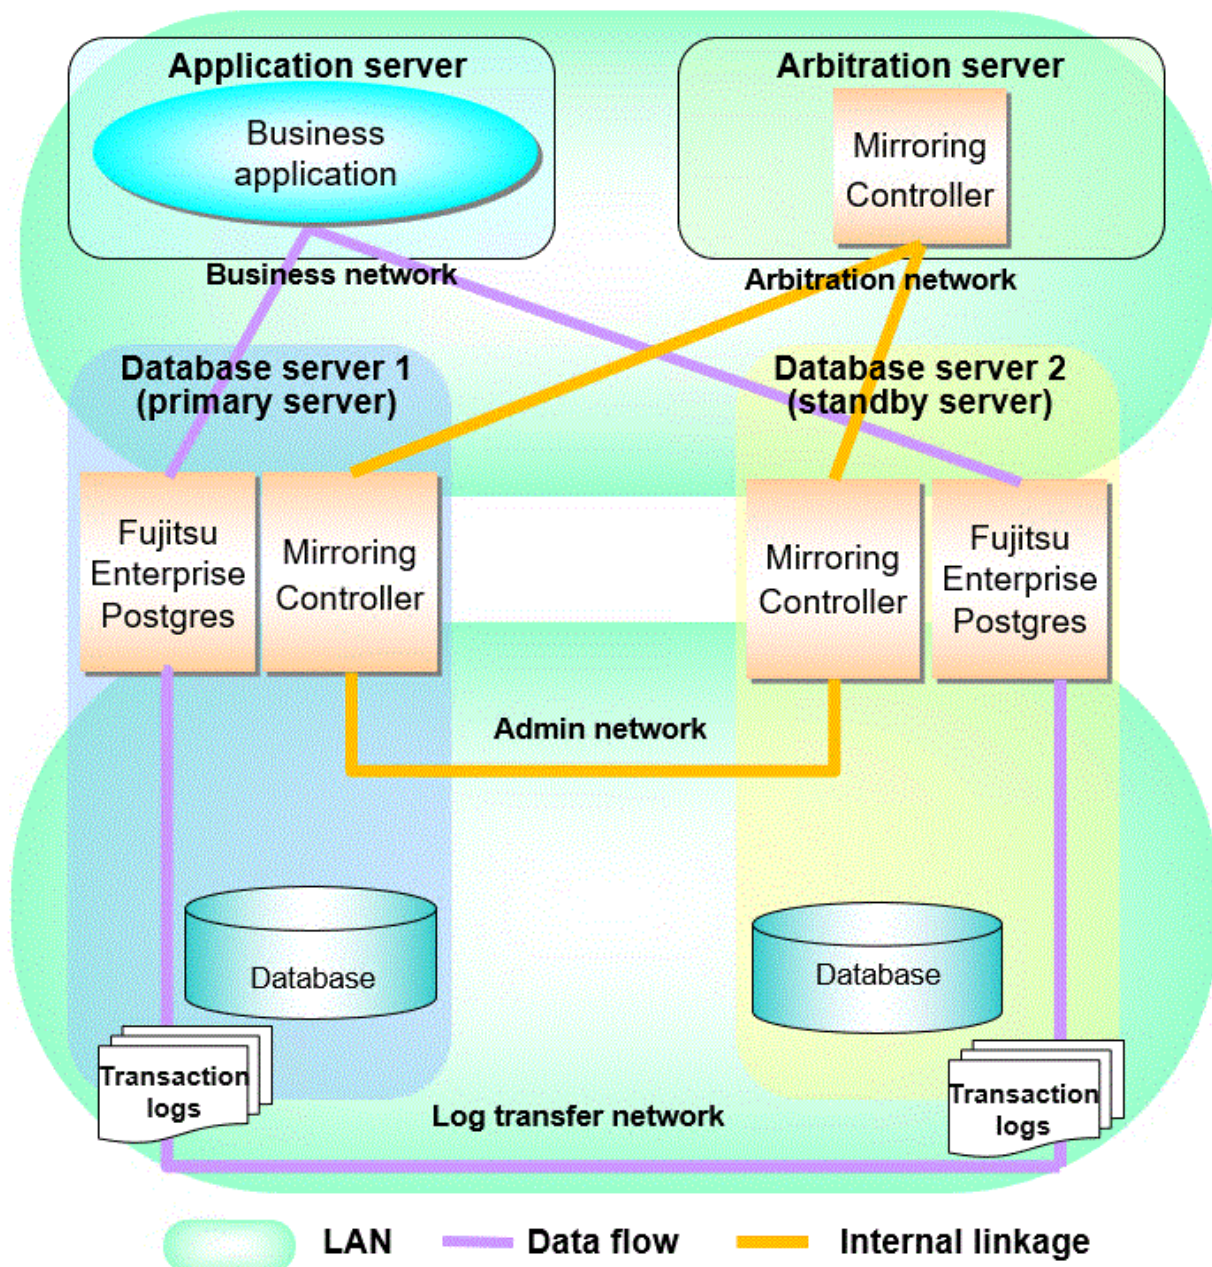 Application server
Business
application
Arbitration server
Mirroring
Controller
Business network
Arbitration network
Database server 1
(primary server)
Database server 2
(standby server)
Fujitsu
Enterprise
Postgres
Mirroring
Controller
Mirroring
Controller
Fujitsu
Enterprise
Postgres
Admin network
Database
Database
Transaction
logs
Log transfer network
Transaction
logs
LAN
Data flow
Internal linkage